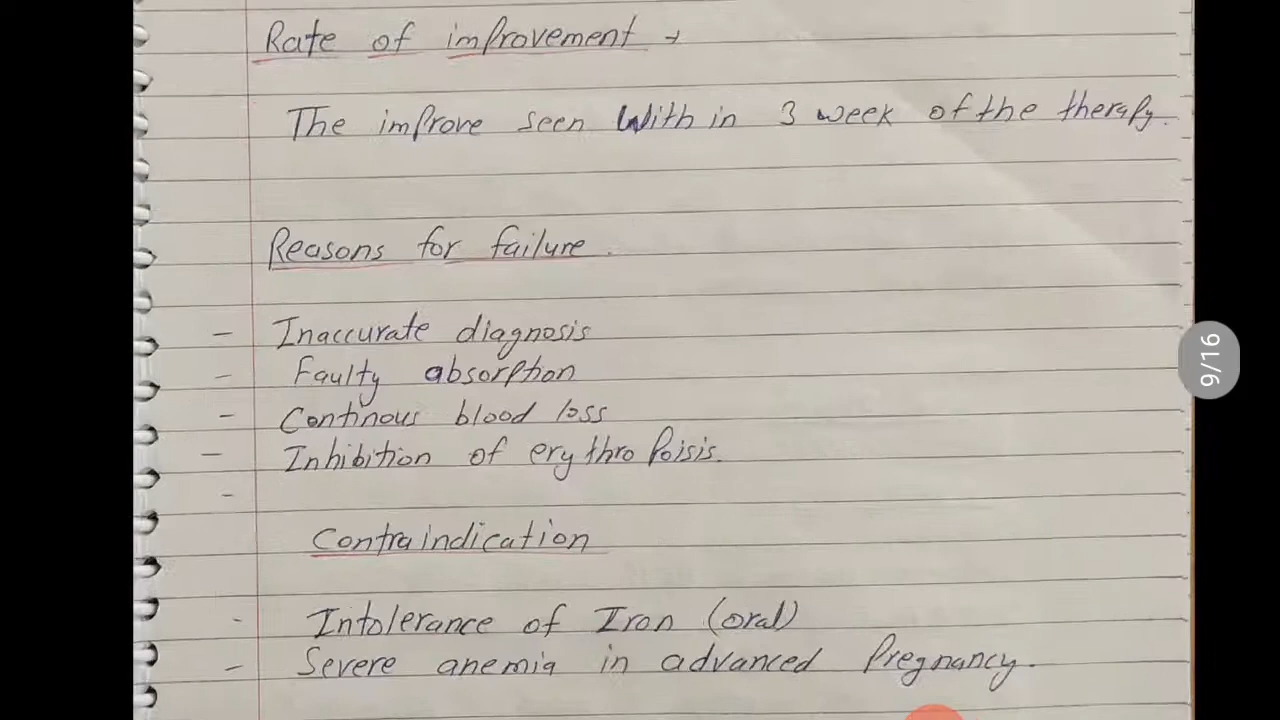 Rate of improvement →
The improve seen with in 3 week of the therapy.
Reasons for failure.
- Inaccurate diagnosis
- Faulty absorption
- Continous blood loss
- Inhibition of erythropoisis.
-
Contraindication
- Intolerance of Iron (oral)
- Severe anemia in advanced pregnancy.
9/16